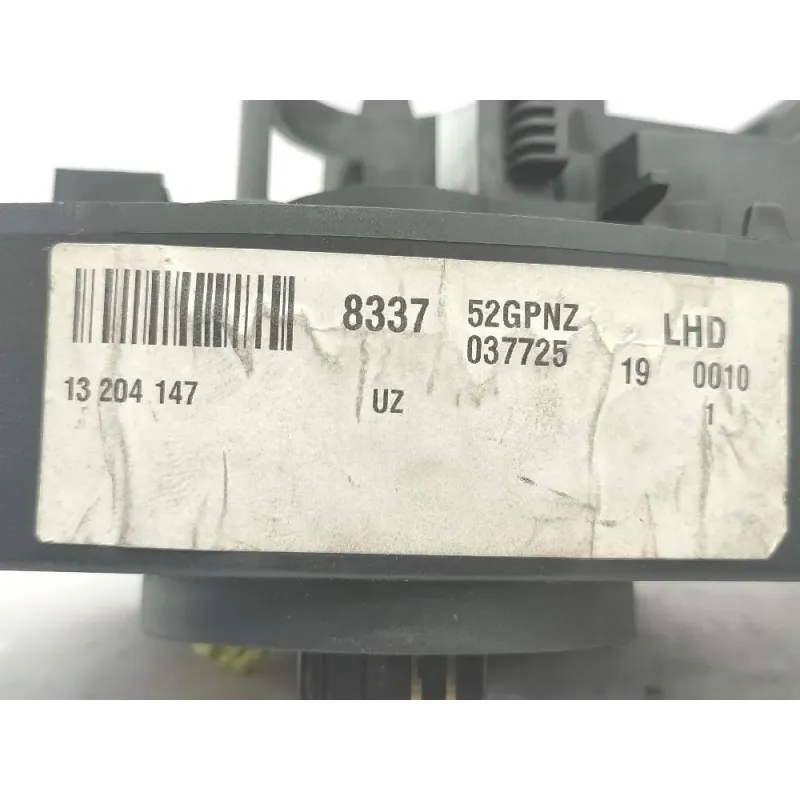 8337 52GPNZ LHD
037725 19 0010
13 204 147 UZ 1